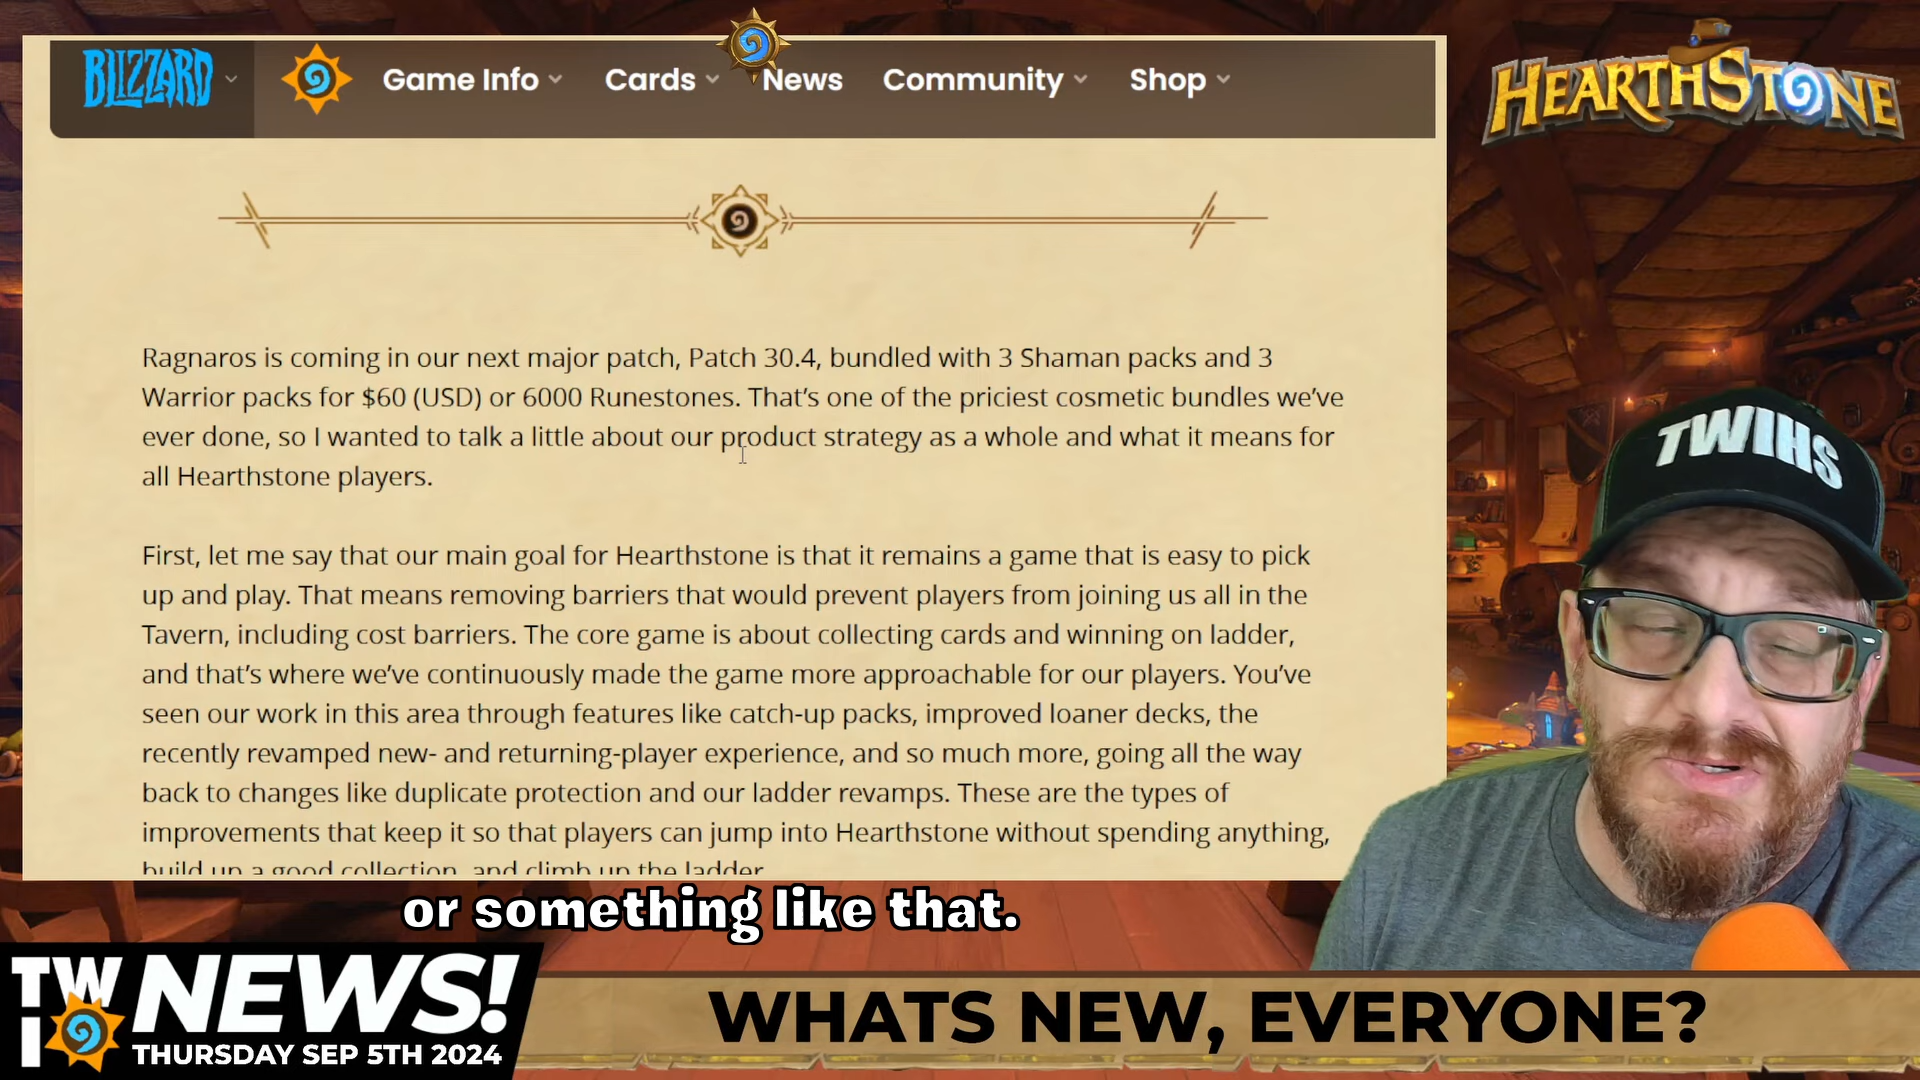 BLIZZARD Game Info Cards News Community Shop
HEARTHSTONE
Ragnaros is coming in our next major patch, Patch 30.4, bundled with 3 Shaman packs and 3
Warrior packs for $60 (USD) or 6000 Runestones. That’s one of the priciest cosmetic bundles we’ve
ever done, so I wanted to talk a little about our product strategy as a whole and what it means for
all Hearthstone players.
First, let me say that our main goal for Hearthstone is that it remains a game that is easy to pick
up and play. That means removing barriers that would prevent players from joining us all in the
Tavern, including cost barriers. The core game is about collecting cards and winning on ladder,
and that’s where we’ve continuously made the game more approachable for our players. You’ve
seen our work in this area through features like catch-up packs, improved loaner decks, the
recently revamped new- and returning-player experience, and so much more, going all the way
back to changes like duplicate protection and our ladder revamps. These are the types of
improvements that keep it so that players can jump into Hearthstone without spending anything,
build up a good collection, and climb up the ladder.
TWIHS
or something like that.
TW
I
NEWS!
THURSDAY SEP 5TH 2024
WHATS NEW, EVERYONE?